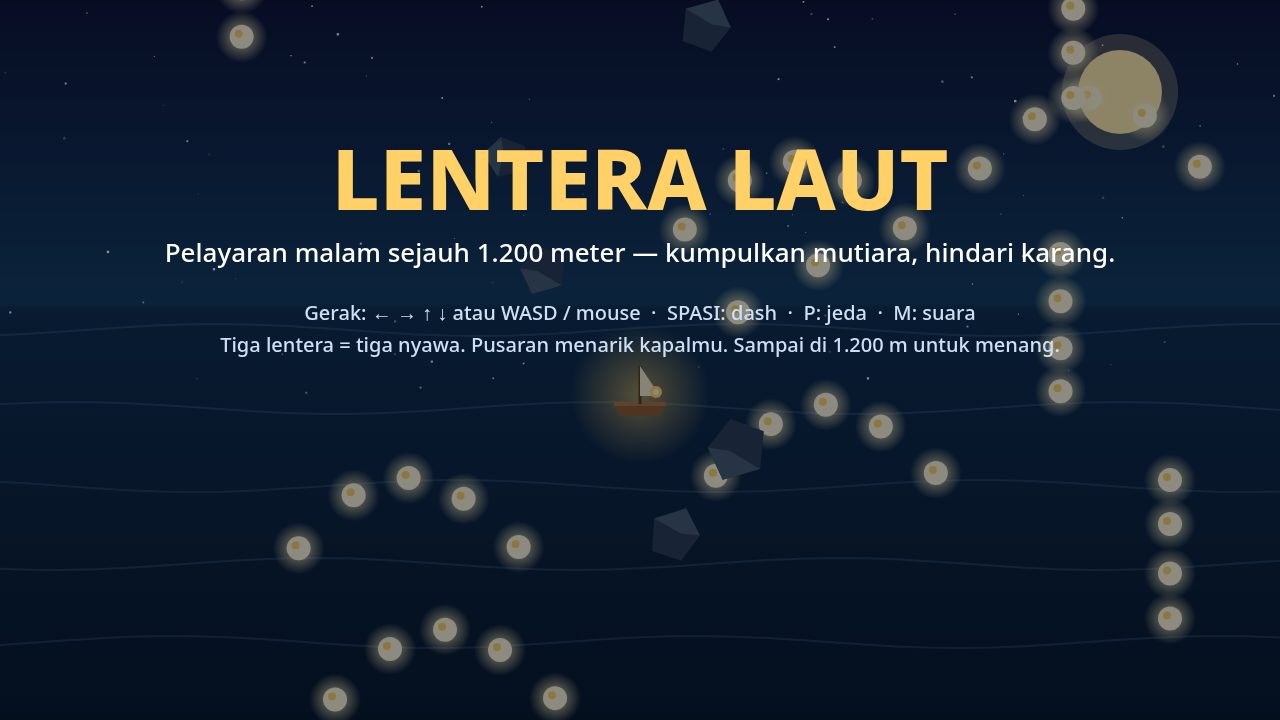 LENTERA LAUT
Pelayaran malam sejauh 1.200 meter — kumpulkan mutiara, hindari karang.
Gerak: ← → ↑ ↓ atau WASD / mouse · SPASI: dash · P: jeda · M: suara
Tiga lentera = tiga nyawa. Pusaran menarik kapalmu. Sampai di 1.200 m untuk menang.